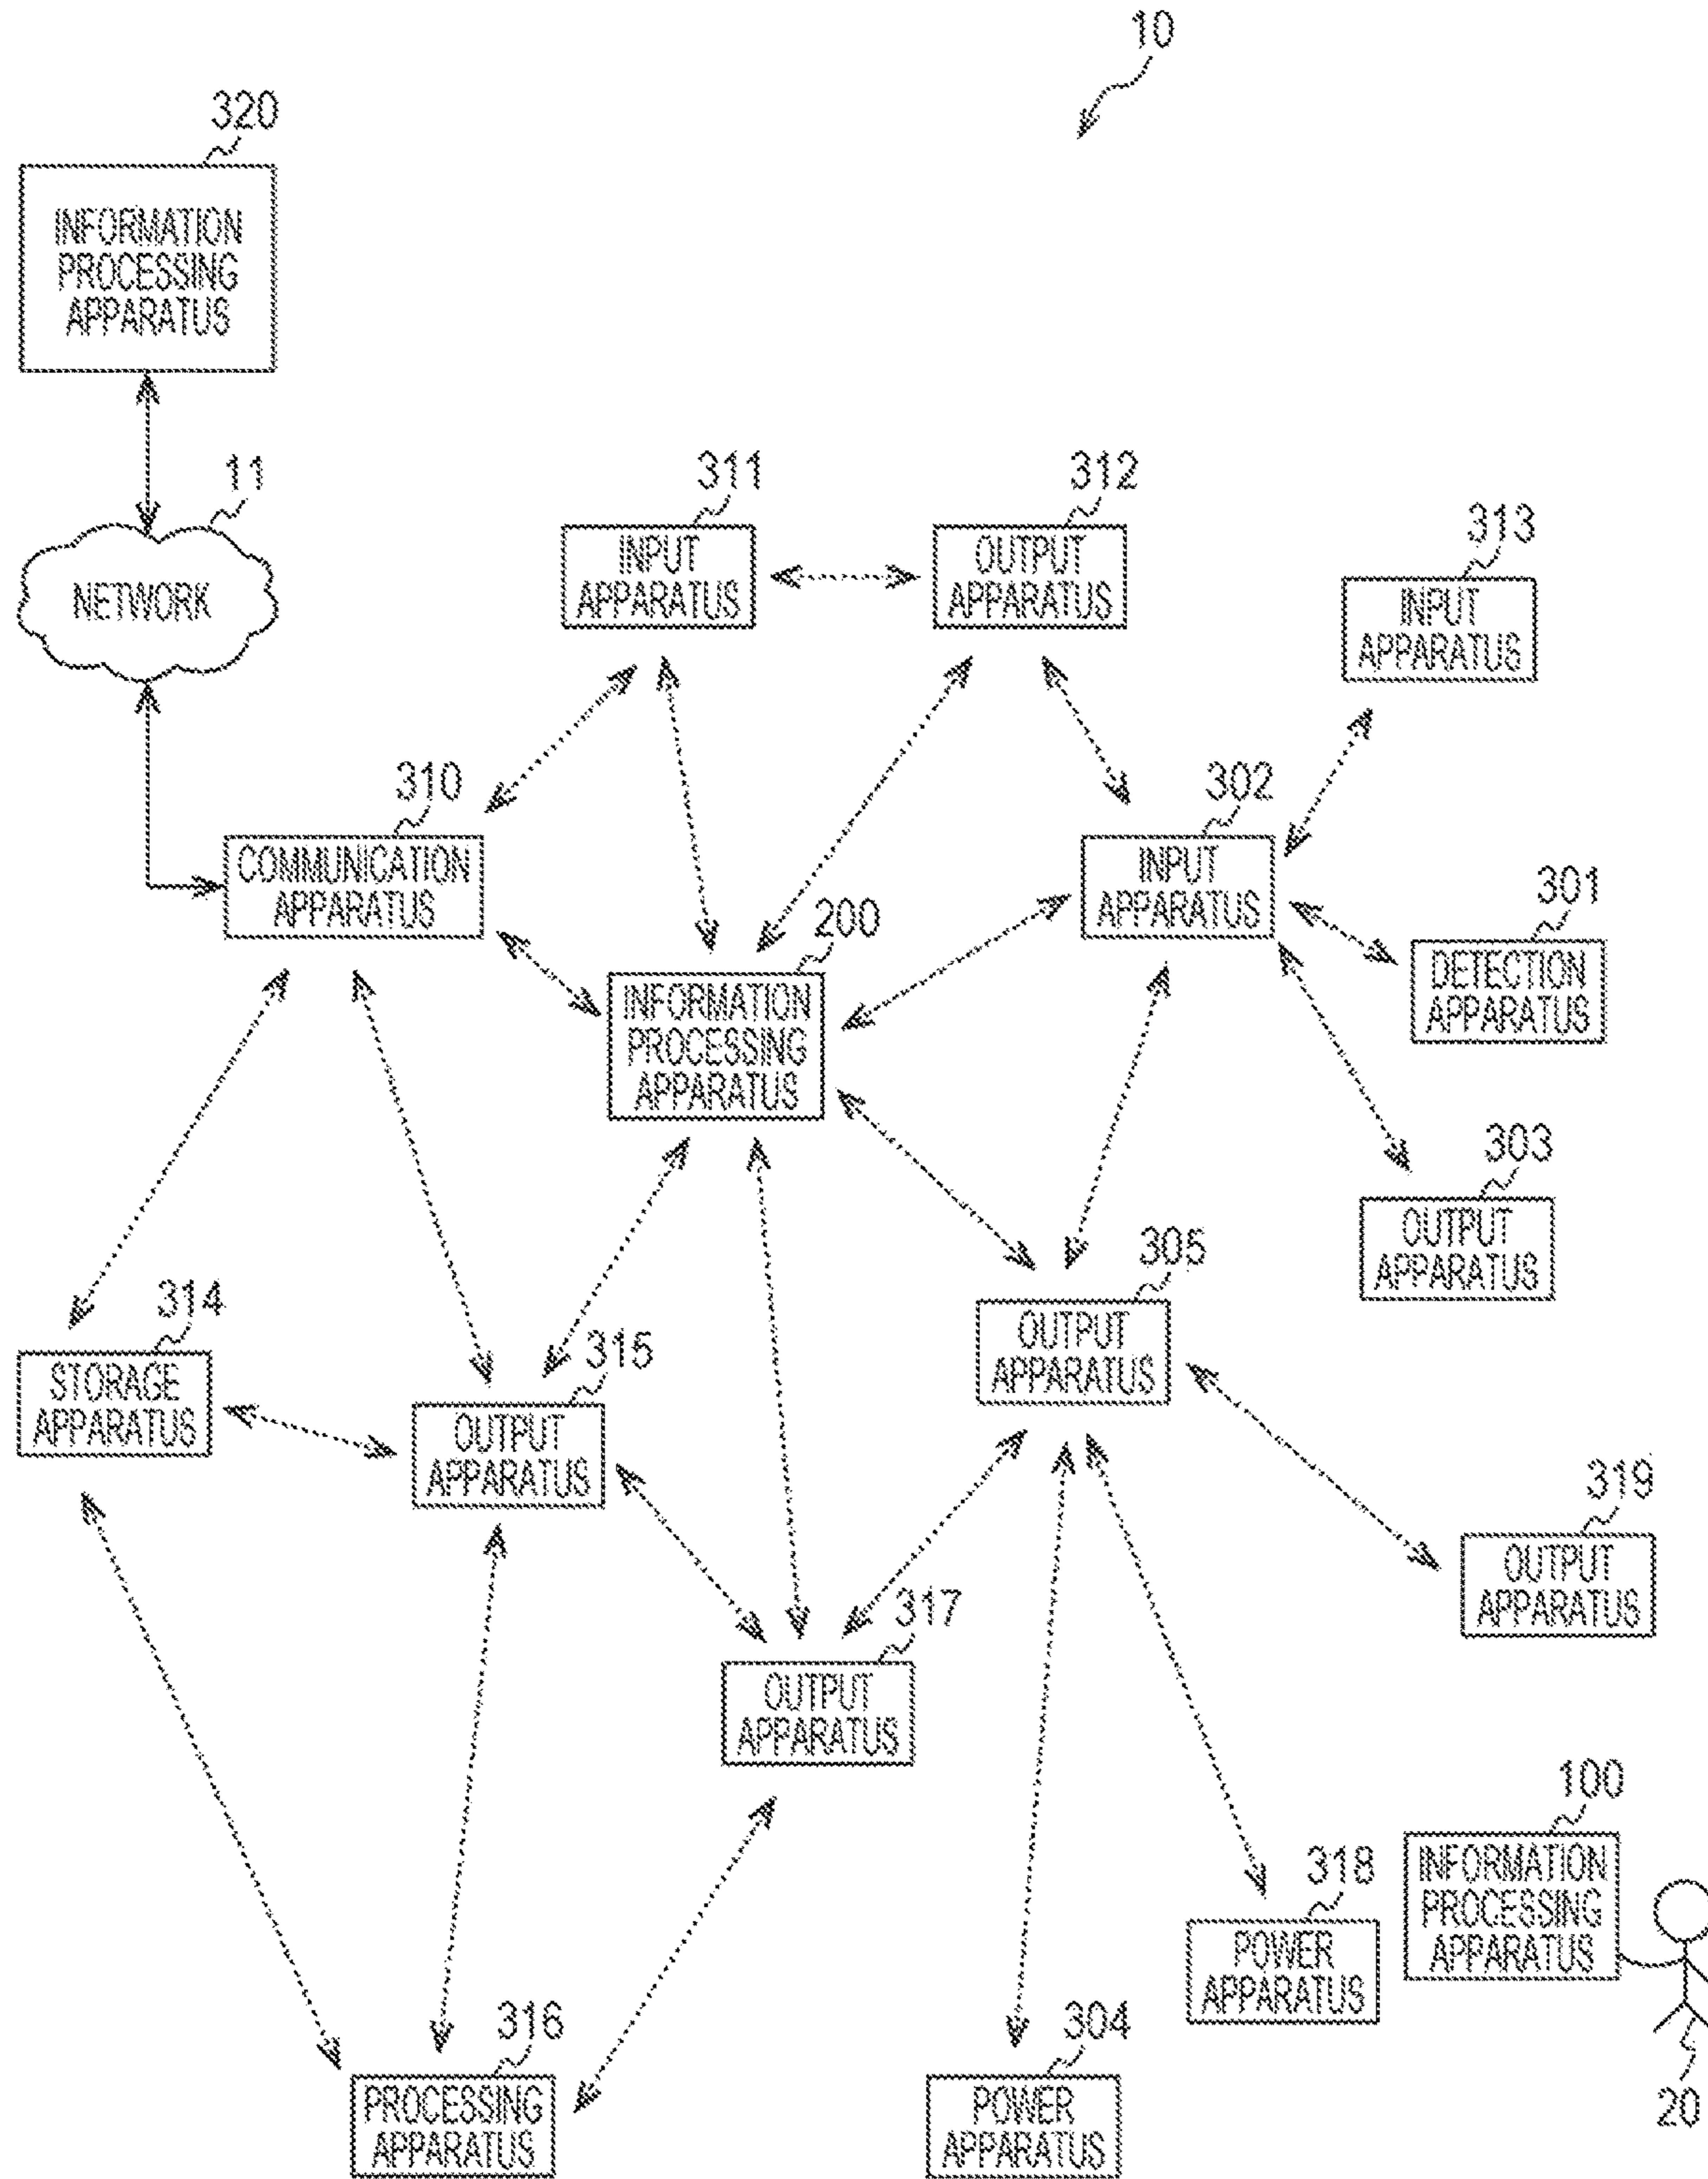 10
320
INFORMATION
PROCESSING
APPARATUS
11
NETWORK
311
INPUT
APPARATUS
312
OUTPUT
APPARATUS
313
INPUT
APPARATUS
310
COMMUNICATION
APPARATUS
302
INPUT
APPARATUS
200
INFORMATION
PROCESSING
APPARATUS
301
DETECTION
APPARATUS
303
OUTPUT
APPARATUS
305
OUTPUT
APPARATUS
314
STORAGE
APPARATUS
315
OUTPUT
APPARATUS
319
OUTPUT
APPARATUS
317
OUTPUT
APPARATUS
100
INFORMATION
PROCESSING
APPARATUS
318
POWER
APPARATUS
316
PROCESSING
APPARATUS
304
POWER
APPARATUS
20